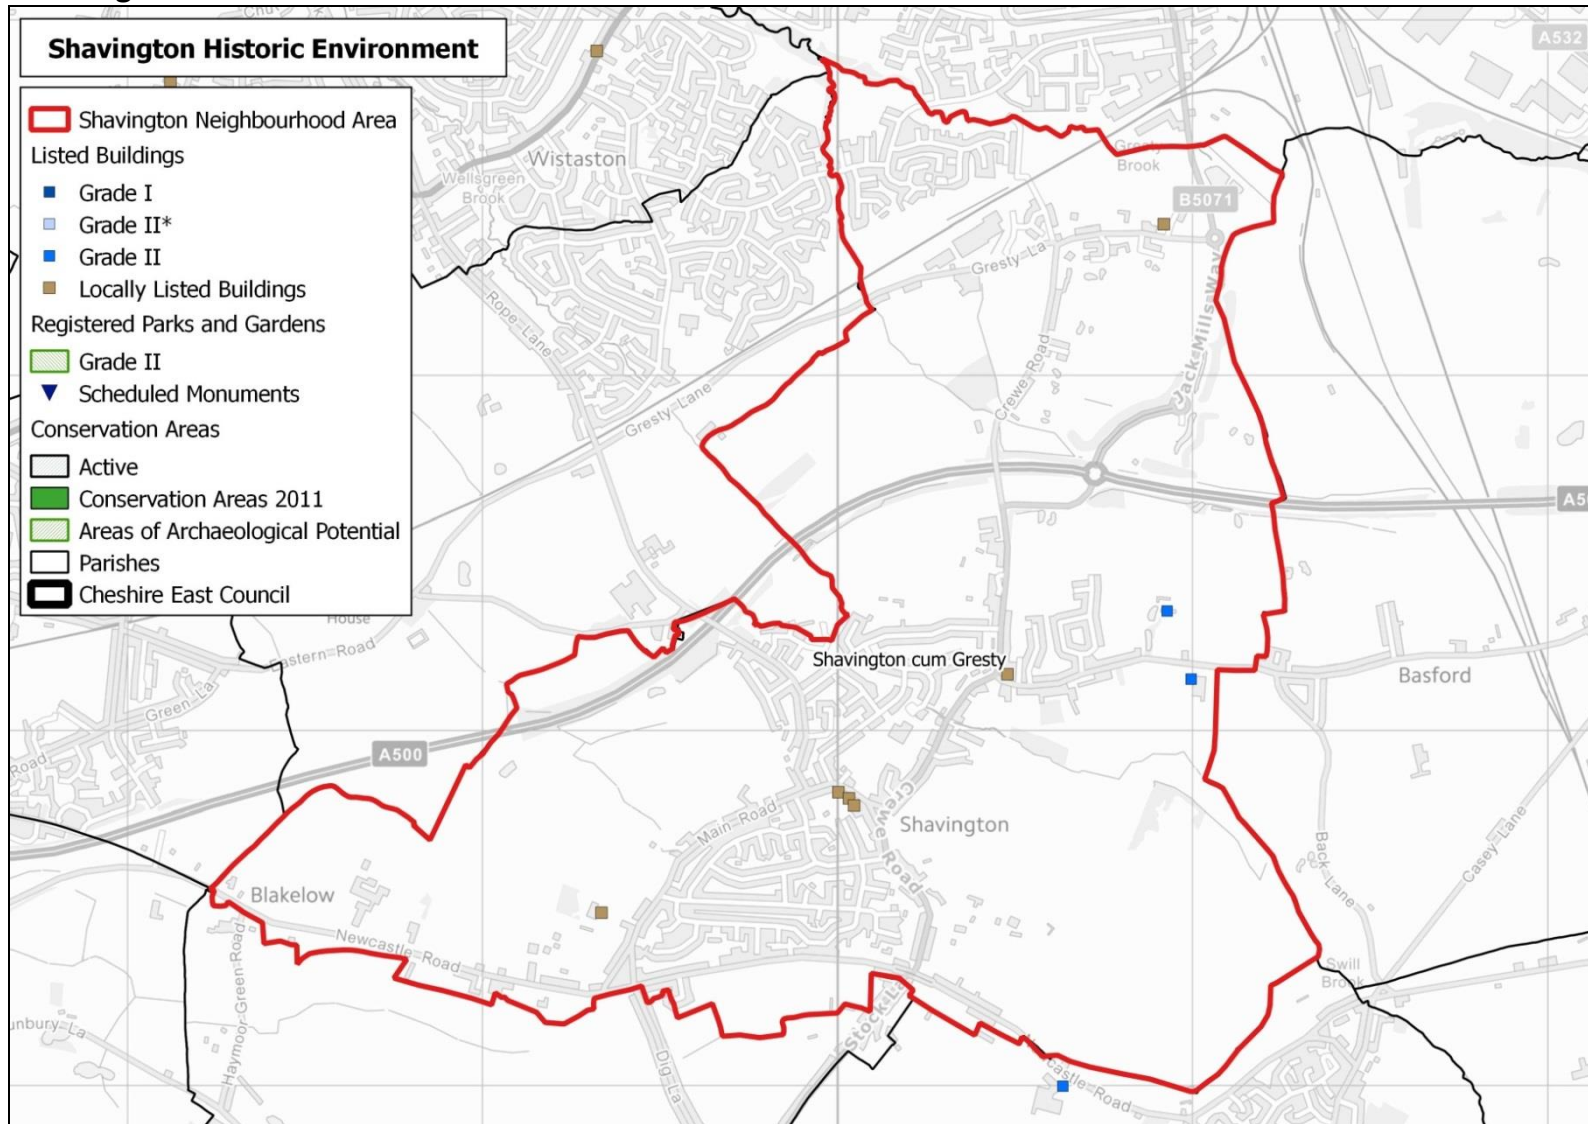 Shavington Historic Environment
Shavington Neighbourhood Area
Listed Buildings
Grade I
Grade II*
Grade II
Locally Listed Buildings
Registered Parks and Gardens
Grade II
Scheduled Monuments
Conservation Areas
Active
Conservation Areas 2011
Areas of Archaeological Potential
Parishes
Cheshire East Council
A532
Wistaston
Wellsgreen
Brook
Gresty
Brook
B5071
Gresty La
Rope Lane
Jack Mills Way
Crewe Road
Gresty Lane
House
Eastern Road
Green La
Road
A500
Shavington cum Gresty
Basford
Main Road
Crewe Road
Shavington
Back Lane
Casey Lane
Blakelow
Newcastle Road
Haymoor Green Road
Swill
Stock La
Dig La
Road